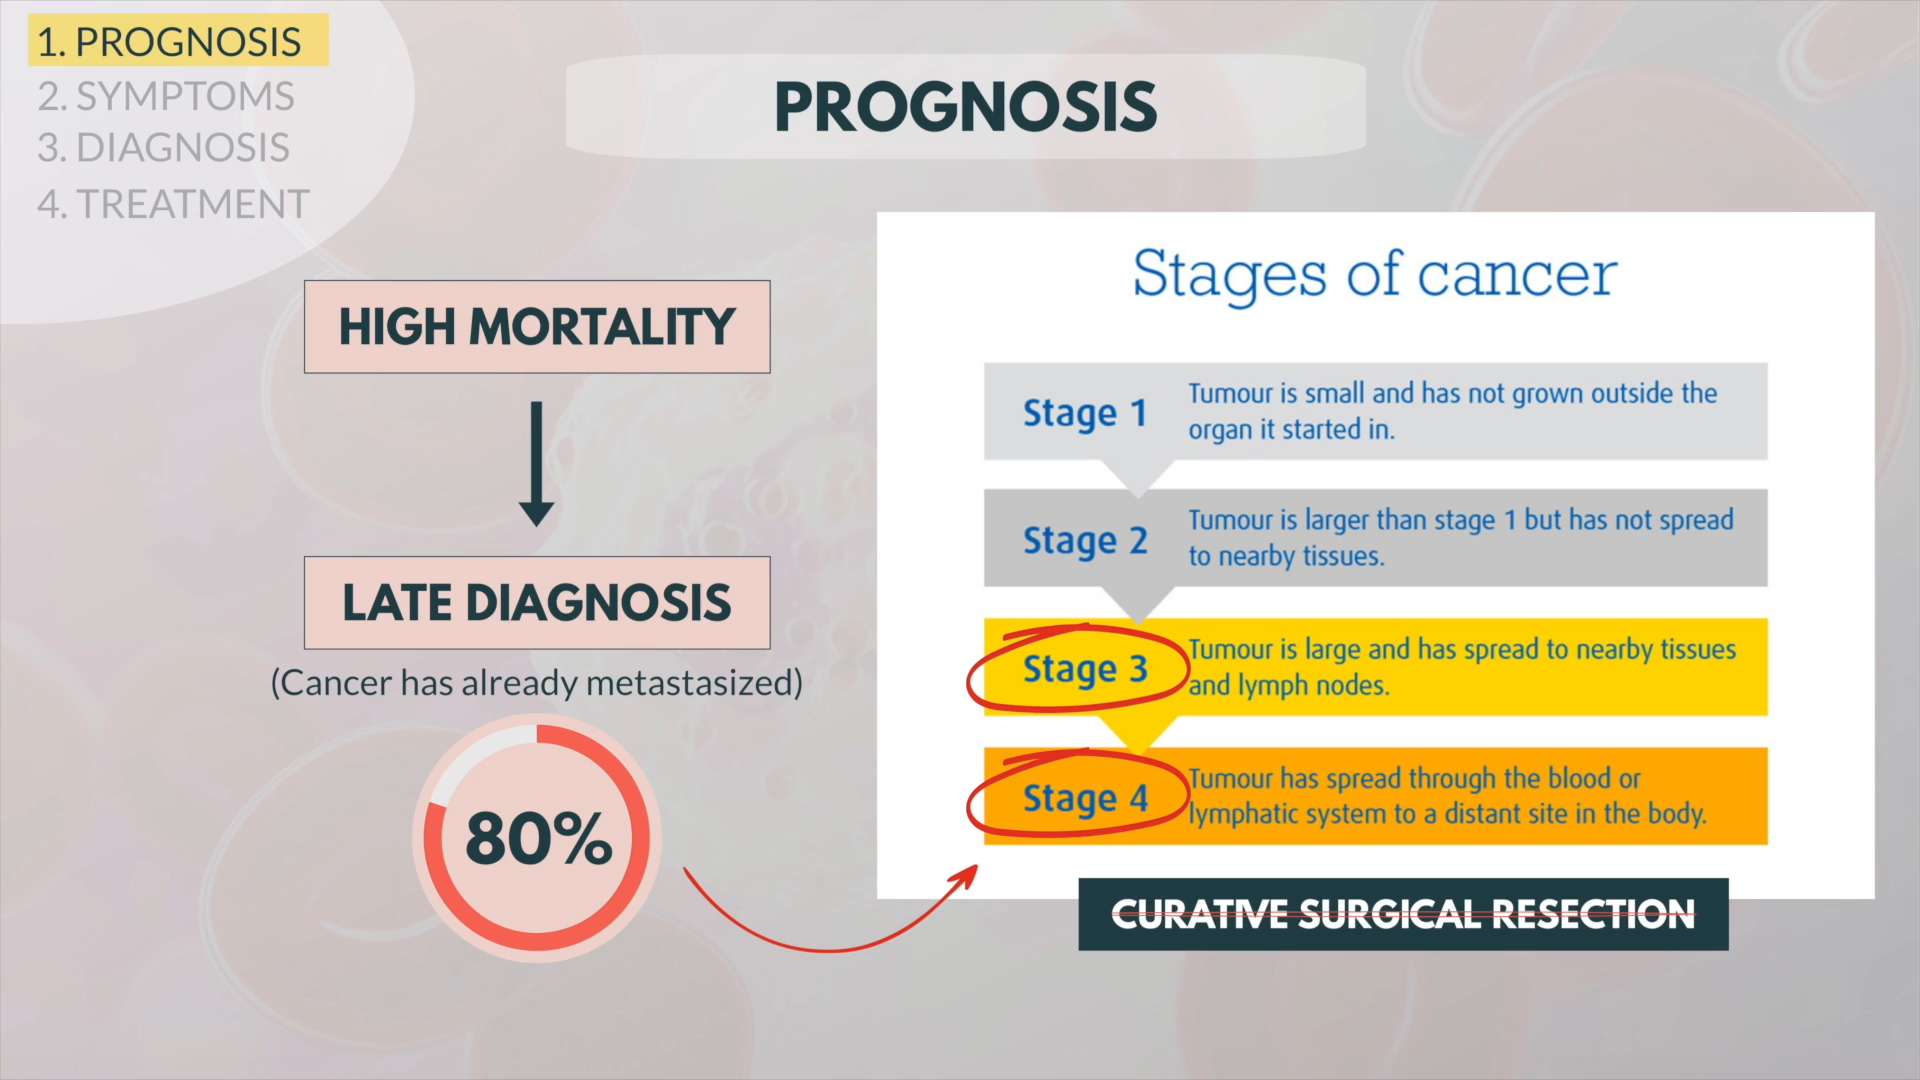 1. PROGNOSIS
2. SYMPTOMS
3. DIAGNOSIS
4. TREATMENT
PROGNOSIS
HIGH MORTALITY
LATE DIAGNOSIS
(Cancer has already metastasized)
80%
Stages of cancer
Stage 1
Tumour is small and has not grown outside the
organ it started in.
Stage 2
Tumour is larger than stage 1 but has not spread
to nearby tissues.
Stage 3
Tumour is large and has spread to nearby tissues
and lymph nodes.
Stage 4
Tumour has spread through the blood or
lymphatic system to a distant site in the body.
CURATIVE SURGICAL RESECTION